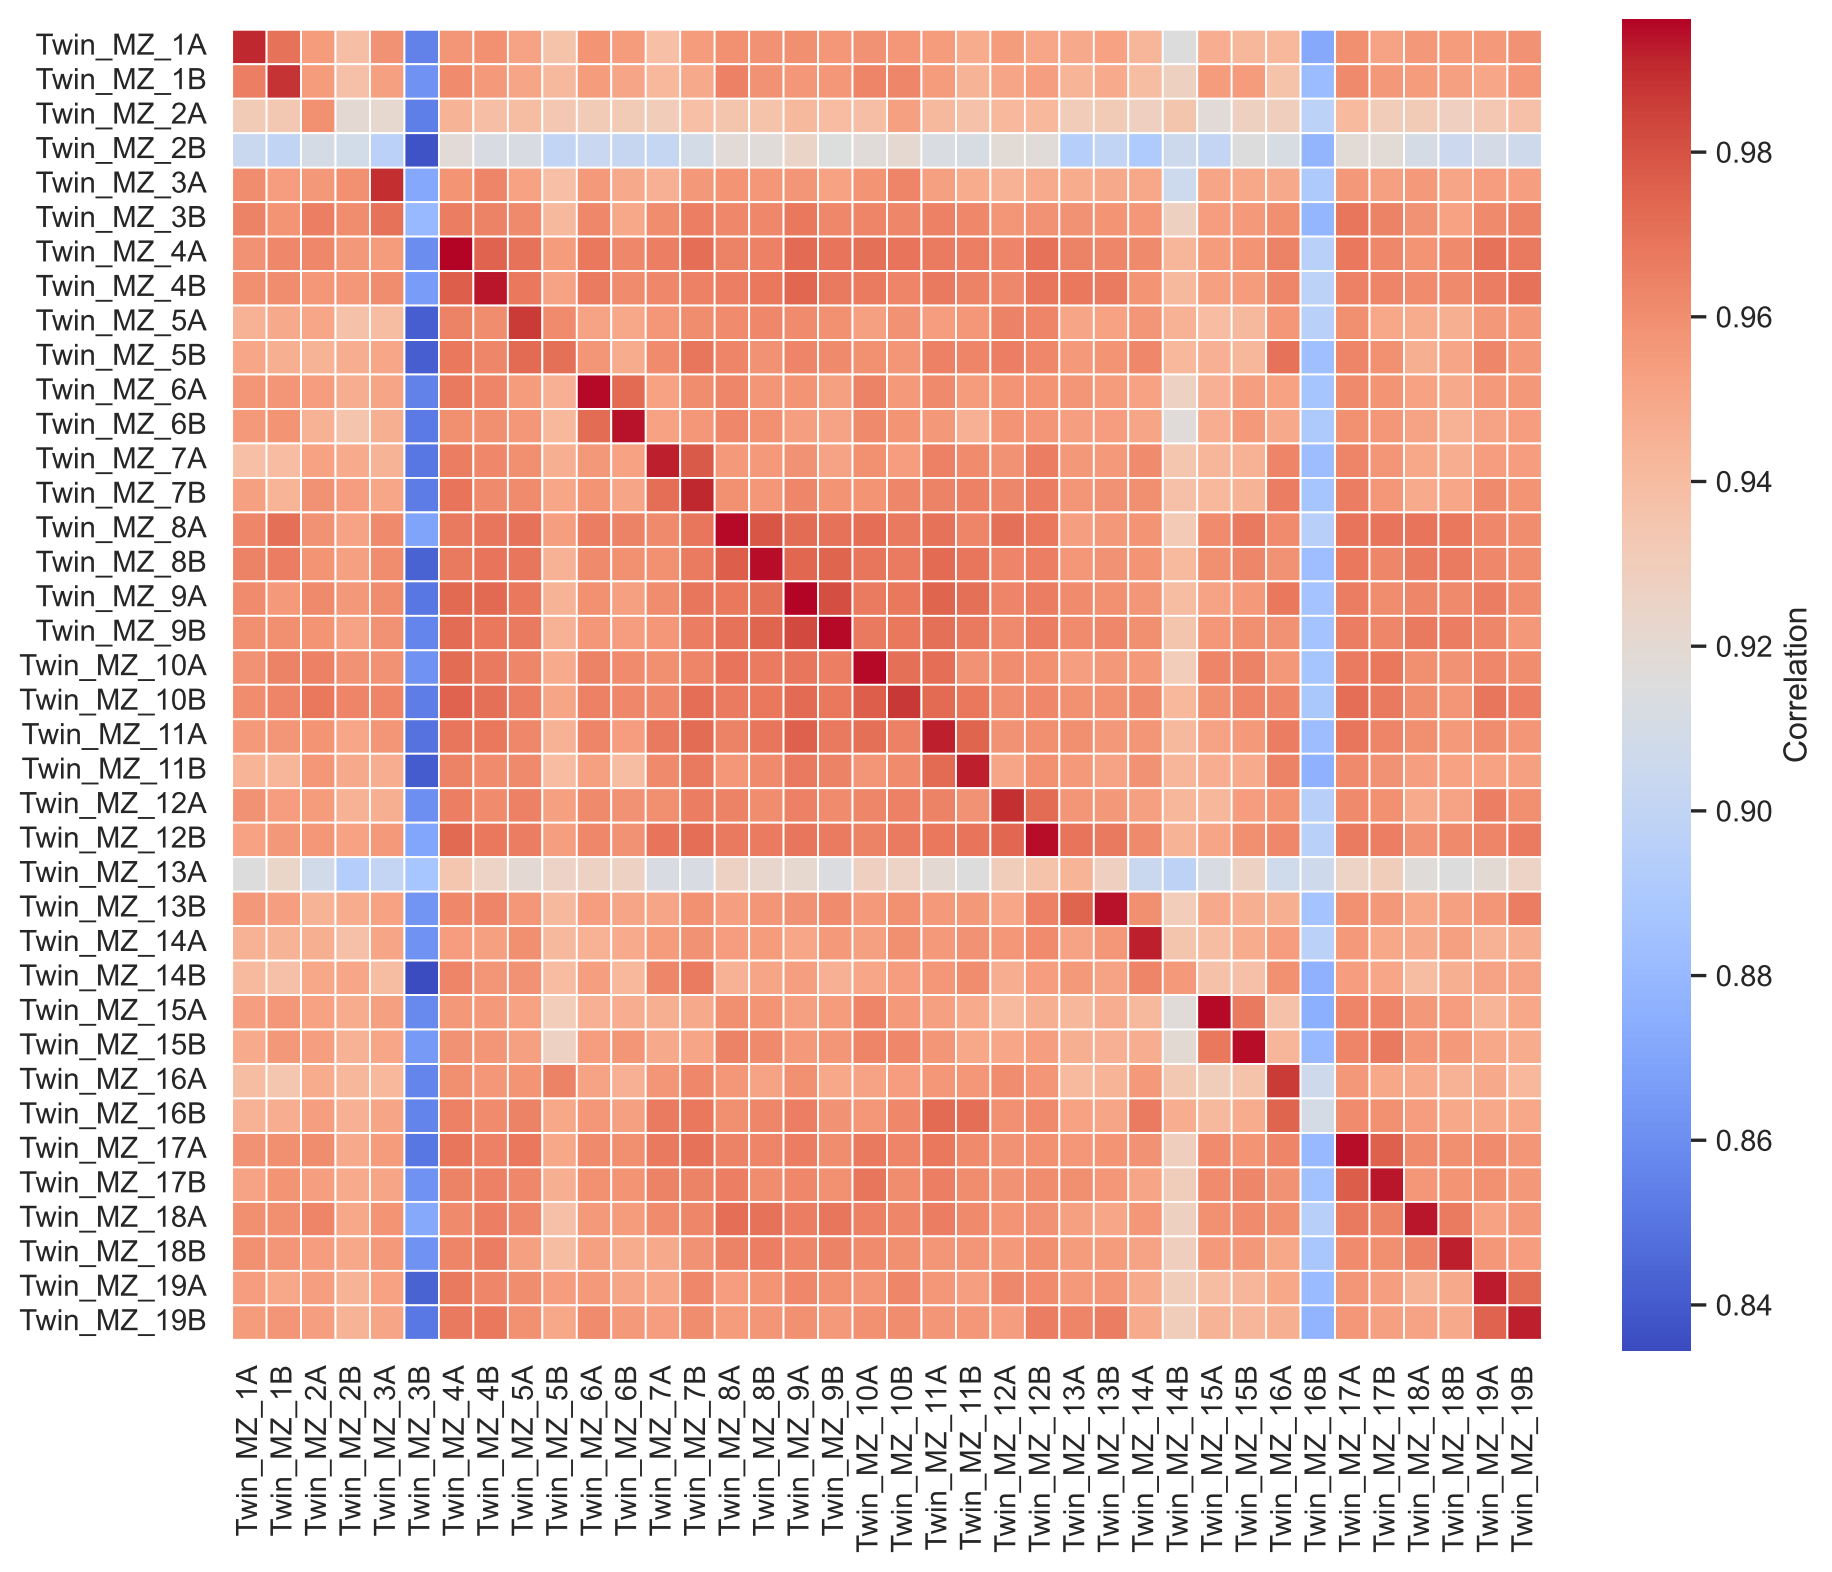 Twin_MZ_1A
Twin_MZ_1B
Twin_MZ_2A
Twin_MZ_2B
Twin_MZ_3A
Twin_MZ_3B
Twin_MZ_4A
Twin_MZ_4B
Twin_MZ_5A
Twin_MZ_5B
Twin_MZ_6A
Twin_MZ_6B
Twin_MZ_7A
Twin_MZ_7B
Twin_MZ_8A
Twin_MZ_8B
Twin_MZ_9A
Twin_MZ_9B
Twin_MZ_10A
Twin_MZ_10B
Twin_MZ_11A
Twin_MZ_11B
Twin_MZ_12A
Twin_MZ_12B
Twin_MZ_13A
Twin_MZ_13B
Twin_MZ_14A
Twin_MZ_14B
Twin_MZ_15A
Twin_MZ_15B
Twin_MZ_16A
Twin_MZ_16B
Twin_MZ_17A
Twin_MZ_17B
Twin_MZ_18A
Twin_MZ_18B
Twin_MZ_19A
Twin_MZ_19B
Twin_MZ_1A
Twin_MZ_1B
Twin_MZ_2A
Twin_MZ_2B
Twin_MZ_3A
Twin_MZ_3B
Twin_MZ_4A
Twin_MZ_4B
Twin_MZ_5A
Twin_MZ_5B
Twin_MZ_6A
Twin_MZ_6B
Twin_MZ_7A
Twin_MZ_7B
Twin_MZ_8A
Twin_MZ_8B
Twin_MZ_9A
Twin_MZ_9B
Twin_MZ_10A
Twin_MZ_10B
Twin_MZ_11A
Twin_MZ_11B
Twin_MZ_12A
Twin_MZ_12B
Twin_MZ_13A
Twin_MZ_13B
Twin_MZ_14A
Twin_MZ_14B
Twin_MZ_15A
Twin_MZ_15B
Twin_MZ_16A
Twin_MZ_16B
Twin_MZ_17A
Twin_MZ_17B
Twin_MZ_18A
Twin_MZ_18B
Twin_MZ_19A
Twin_MZ_19B
0.98
0.96
0.94
0.92
0.90
0.88
0.86
0.84
Correlation